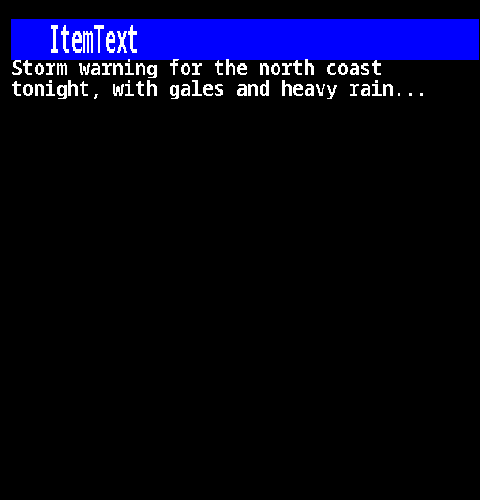 ItemText
Storm warning for the north coast
tonight, with gales and heavy rain...